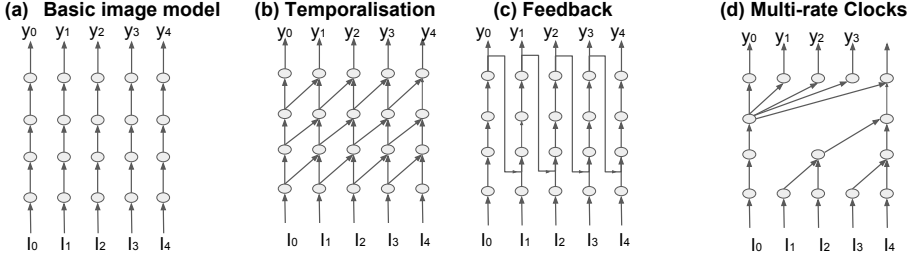 (a) Basic image model
(b) Temporalisation
(c) Feedback
(d) Multi-rate Clocks
y0 y1 y2 y3 y4
y0 y1 y2 y3 y4
y0 y1 y2 y3 y4
y0 y1 y2 y3
I0 I1 I2 I3 I4
I0 I1 I2 I3 I4
I0 I1 I2 I3 I4
I0 I1 I2 I3 I4